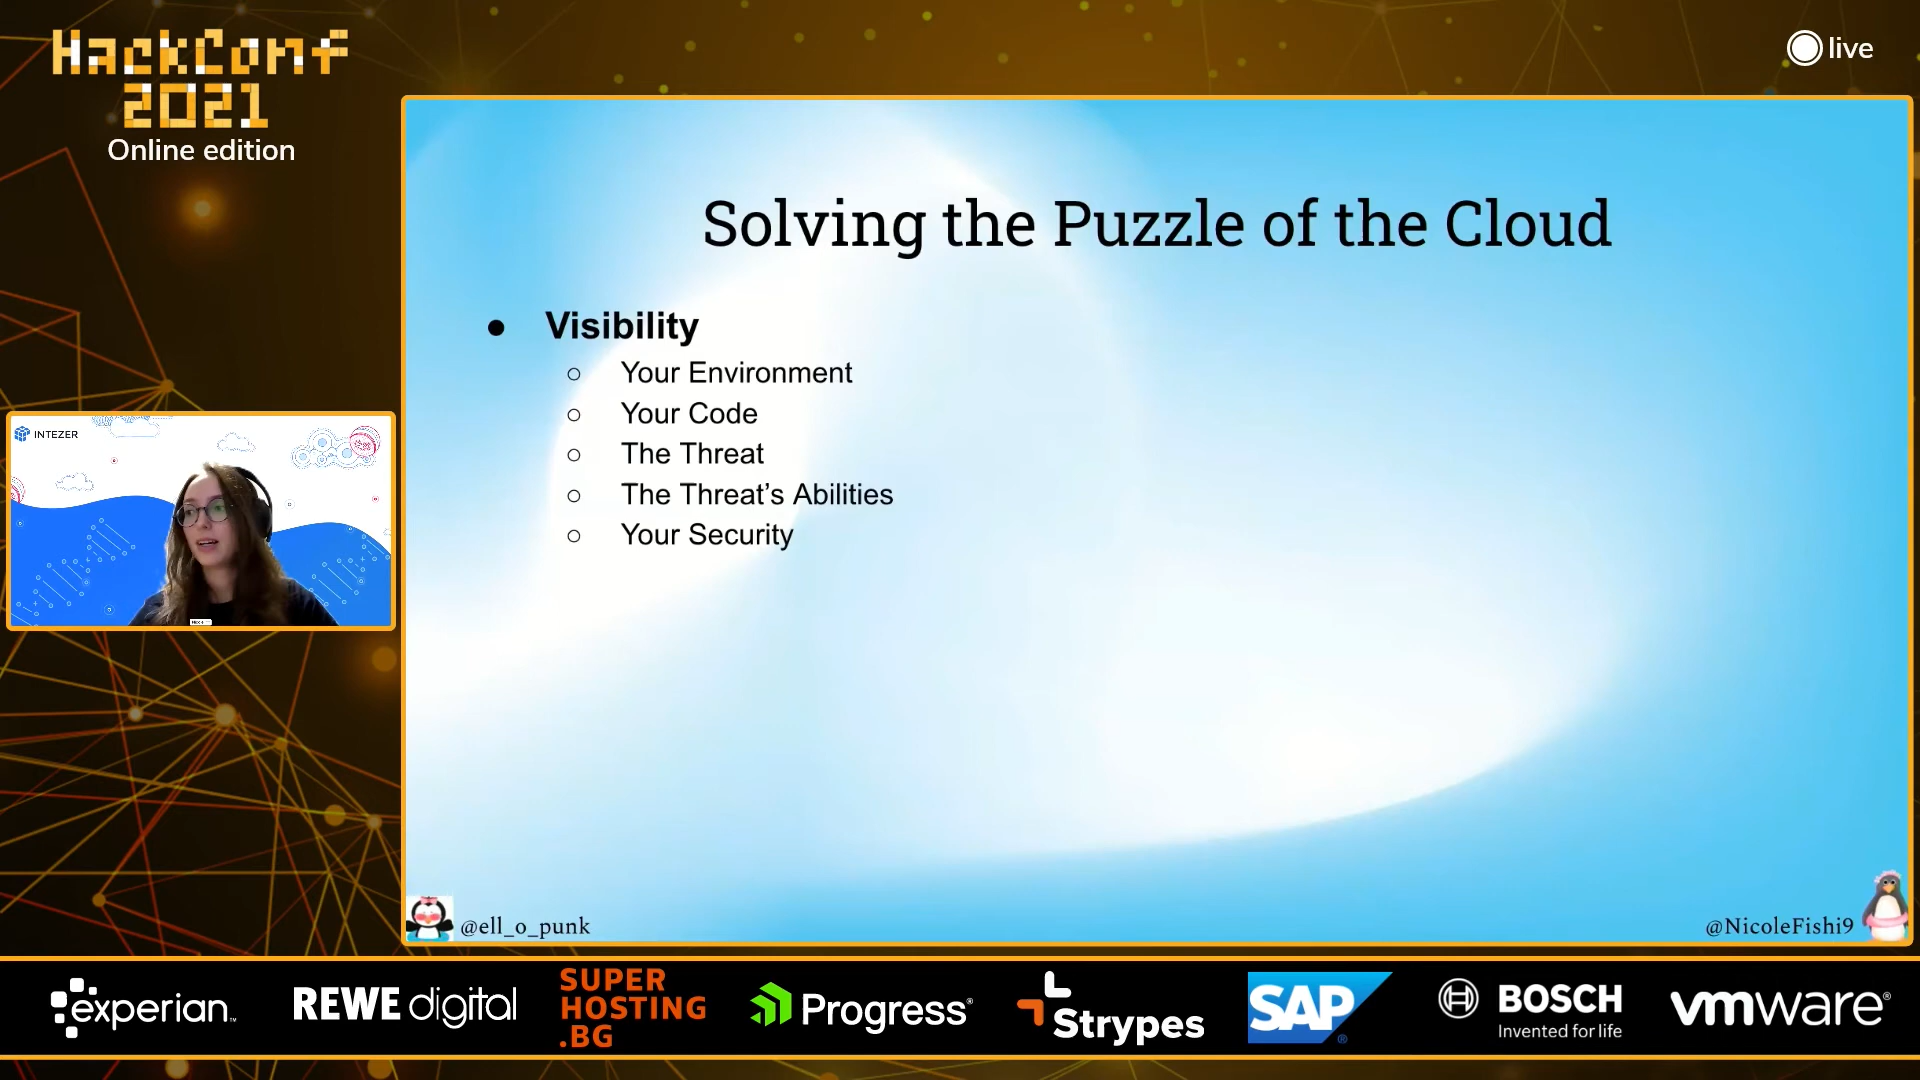 HackConf
2021
Online edition
live
INTEZER
Solving the Puzzle of the Cloud
● Visibility
○ Your Environment
○ Your Code
○ The Threat
○ The Threat's Abilities
○ Your Security
@ell_o_punk
@NicoleFishi9
experian™
REWE digital
SUPER
HOSTING
.BG
Progress®
Strypes
SAP®
BOSCH
Invented for life
vmware®